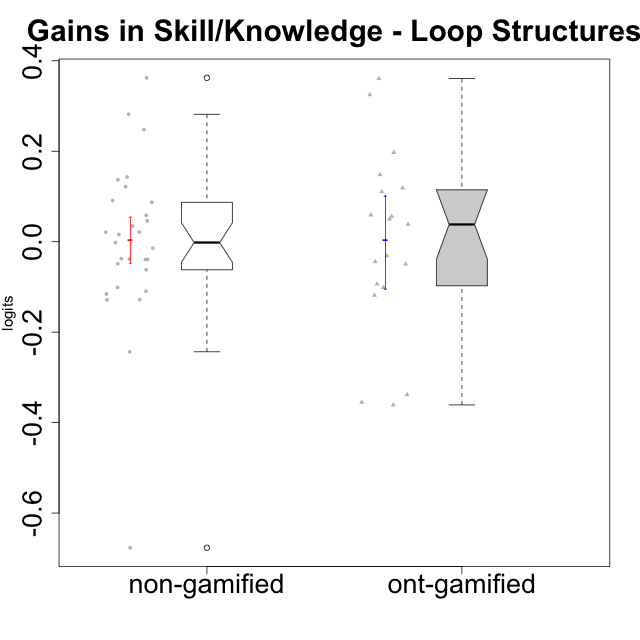 Gains in Skill/Knowledge - Loop Structures
0.4
0.2
0.0
-0.2
-0.4
-0.6
logits
non-gamified
ont-gamified